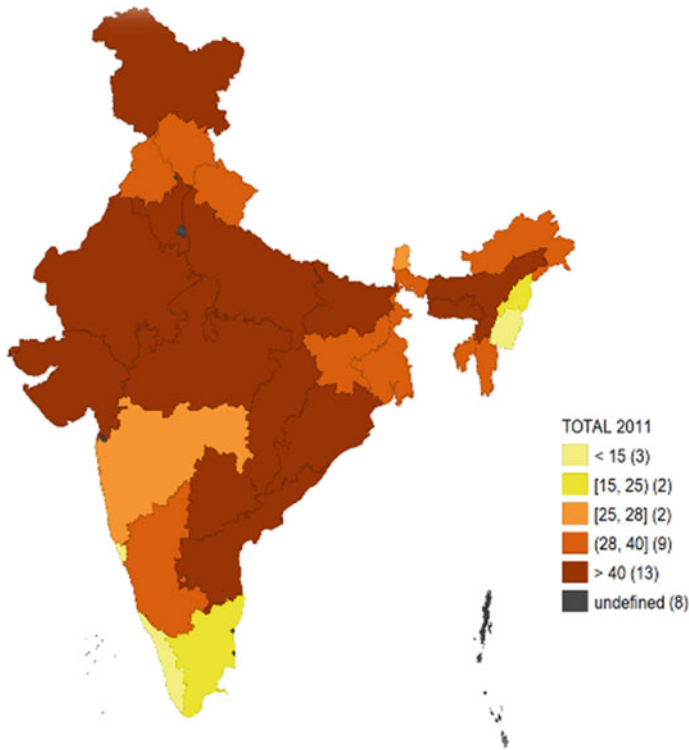 TOTAL 2011
< 15 (3)
[15, 25) (2)
[25, 28] (2)
(28, 40] (9)
> 40 (13)
undefined (8)